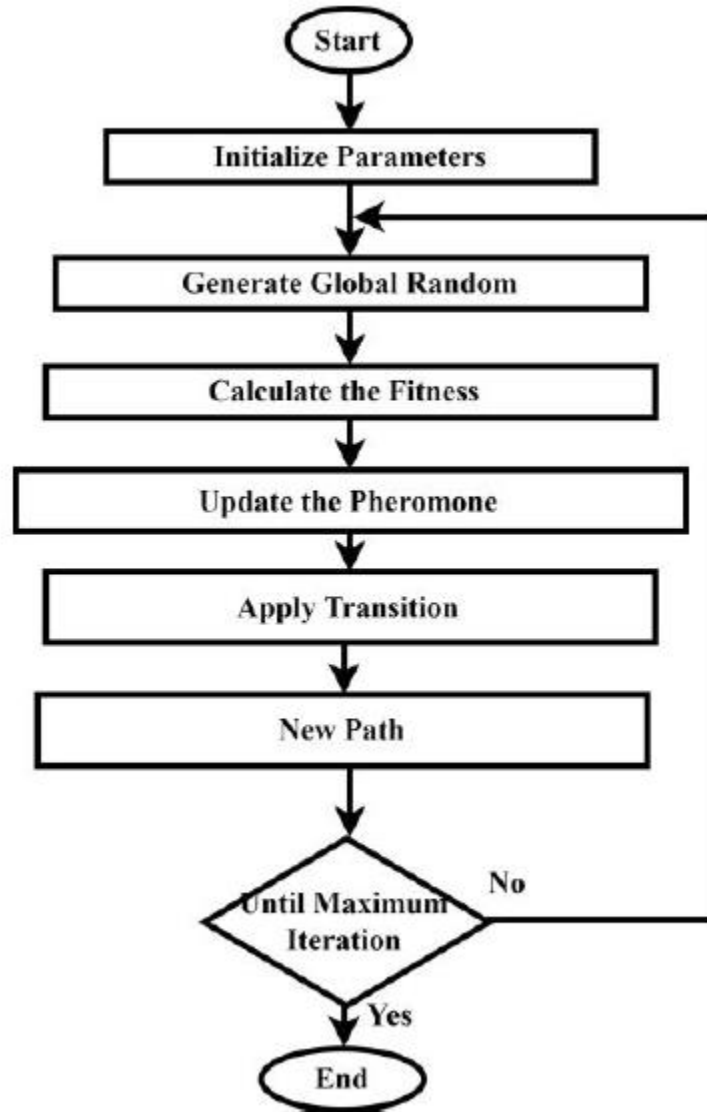 Start
Initialize Parameters
Generate Global Random
Calculate the Fitness
Update the Pheromone
Apply Transition
New Path
Until Maximum
Iteration
No
Yes
End